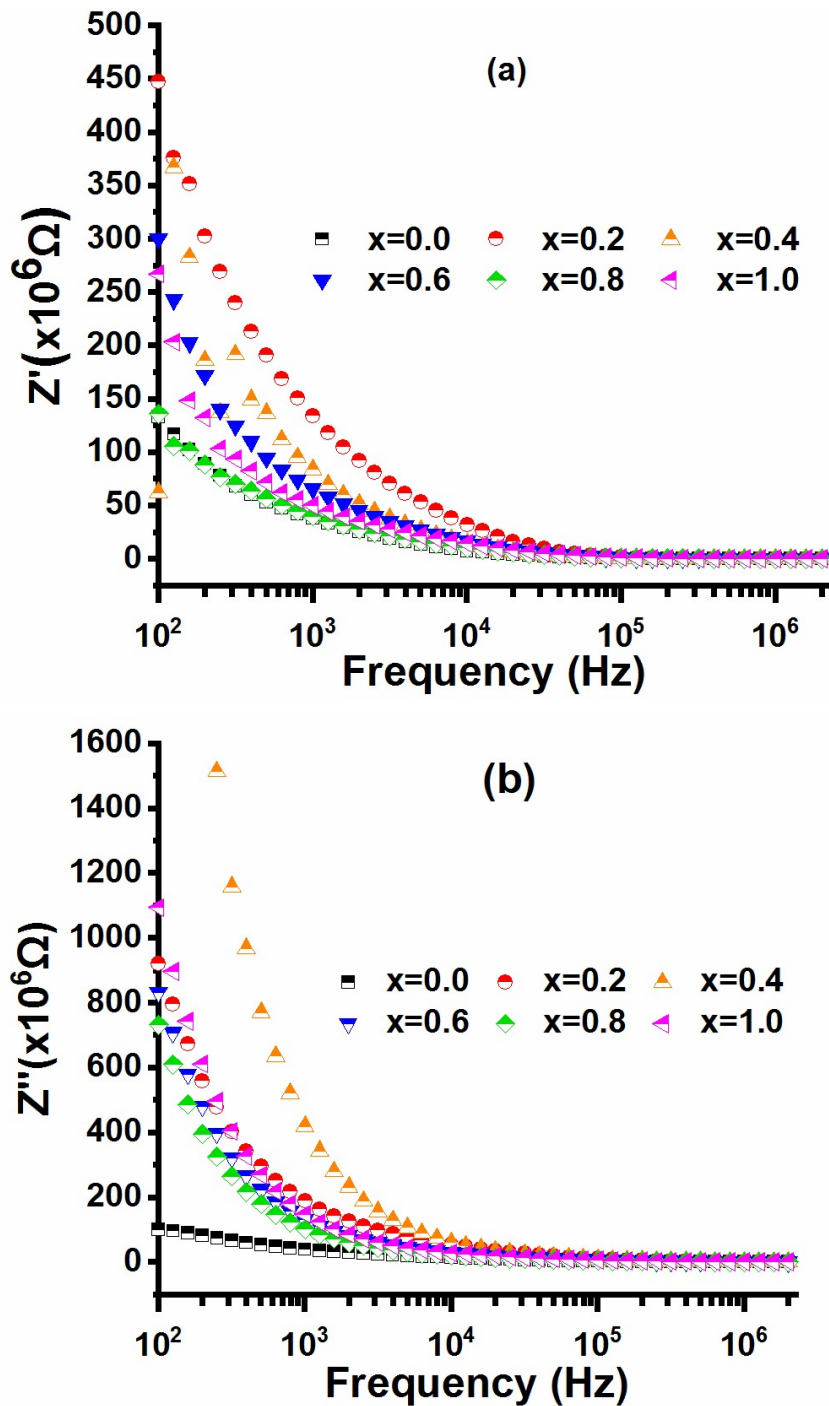 (a)
500
450
400
350
300
250
200
150
100
50
0
Z'(x10⁶Ω)
x=0.0 x=0.2 x=0.4
x=0.6 x=0.8 x=1.0
10² 10³ 10⁴ 10⁵ 10⁶
Frequency (Hz)
(b)
1600
1400
1200
1000
800
600
400
200
0
Z''(x10⁶Ω)
x=0.0 x=0.2 x=0.4
x=0.6 x=0.8 x=1.0
10² 10³ 10⁴ 10⁵ 10⁶
Frequency (Hz)